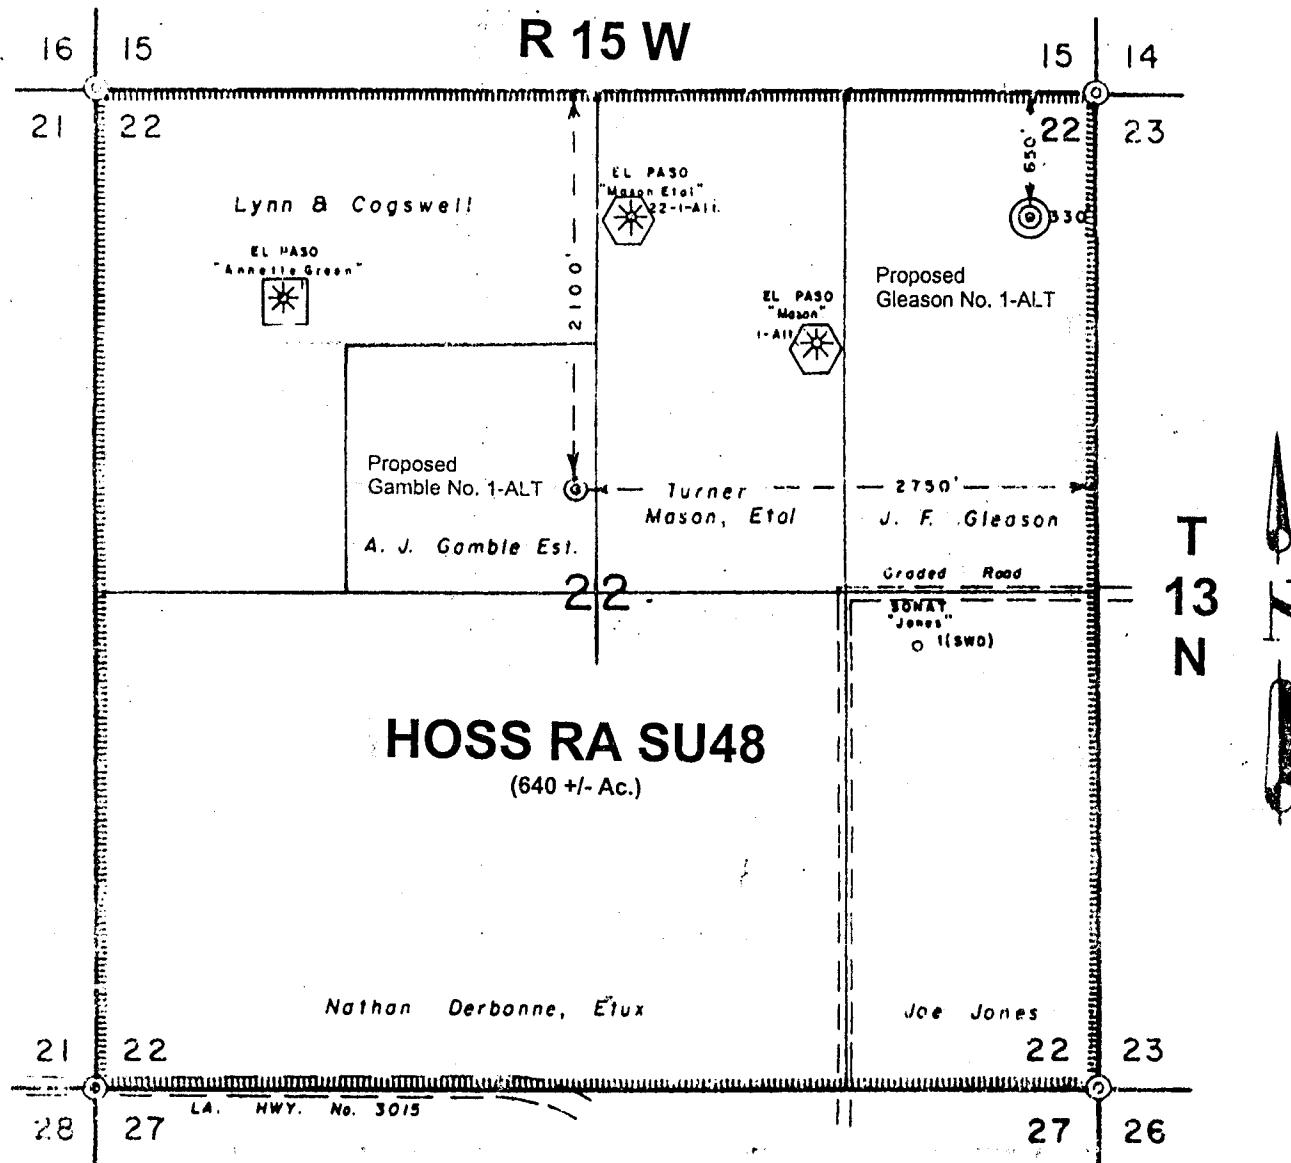 R 15 W
16 15
15 14
21 22
22 23
650'
EL PASO
"Mason Etal"
22-1-Alt.
Lynn & Cogswell
330'
EL PASO
"Annette Green"
2100'
Proposed
Gleason No. 1-ALT
EL PASO
"Mason"
1-Alt
Proposed
Gamble No. 1-ALT
2750'
Turner
Mason, Etal
J. F. Gleason
A. J. Gamble Est.
T
13
N
Graded Road
22
SONAT
"Jones"
1(SWD)
HOSS RA SU48
(640 +/- Ac.)
Nathan Derbonne, Etux
Joe Jones
21 22
22 23
LA. HWY. No. 3015
28 27
27 26